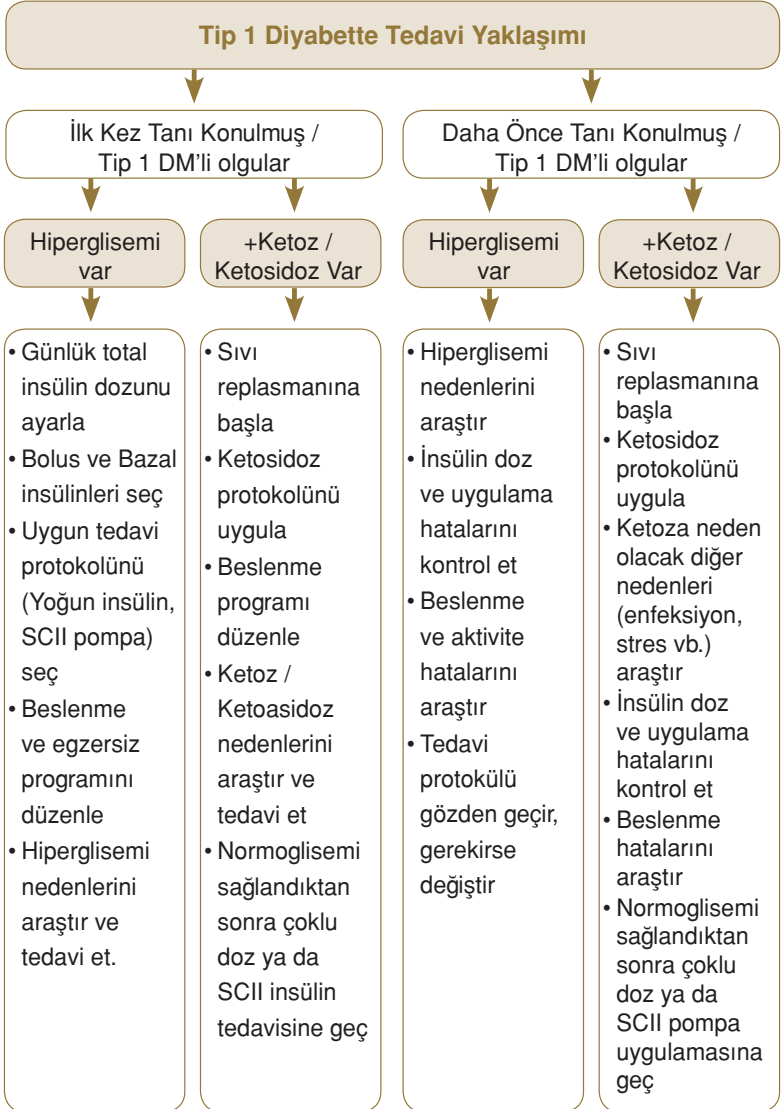 Tip 1 Diyabette Tedavi Yaklaşımı
İlk Kez Tanı Konulmuş /
Tip 1 DM'li olgular
Daha Önce Tanı Konulmuş /
Tip 1 DM'li olgular
Hiperglisemi
var
+Ketoz /
Ketosidoz Var
Hiperglisemi
var
+Ketoz /
Ketosidoz Var
• Günlük total
insülin dozunu
ayarla
• Bolus ve Bazal
insülinleri seç
• Uygun tedavi
protokolünü
(Yoğun insülin,
SCII pompa)
seç
• Beslenme
ve egzersiz
programını
düzenle
• Hiperglisemi
nedenlerini
araştır ve
tedavi et.
• Sıvı
replasmanına
başla
• Ketosidoz
protokolünü
uygula
• Beslenme
programı
düzenle
• Ketoz /
Ketoasidoz
nedenlerini
araştır ve
tedavi et
• Normoglisemi
sağlandıktan
sonra çoklu
doz ya da
SCII insülin
tedavisine geç
• Hiperglisemi
nedenlerini
araştır
• İnsülin doz
ve uygulama
hatalarını
kontrol et
• Beslenme
ve aktivite
hatalarını
araştır
• Tedavi
protokülü
gözden geçir,
gerekirse
değiştir
• Sıvı
replasmanına
başla
• Ketosidoz
protokolünü
uygula
• Ketoza neden
olacak diğer
nedenleri
(enfeksiyon,
stres vb.)
araştır
• İnsülin doz
ve uygulama
hatalarını
kontrol et
• Beslenme
hatalarını
araştır
• Normoglisemi
sağlandıktan
sonra çoklu
doz ya da
SCII pompa
uygulamasına
geç